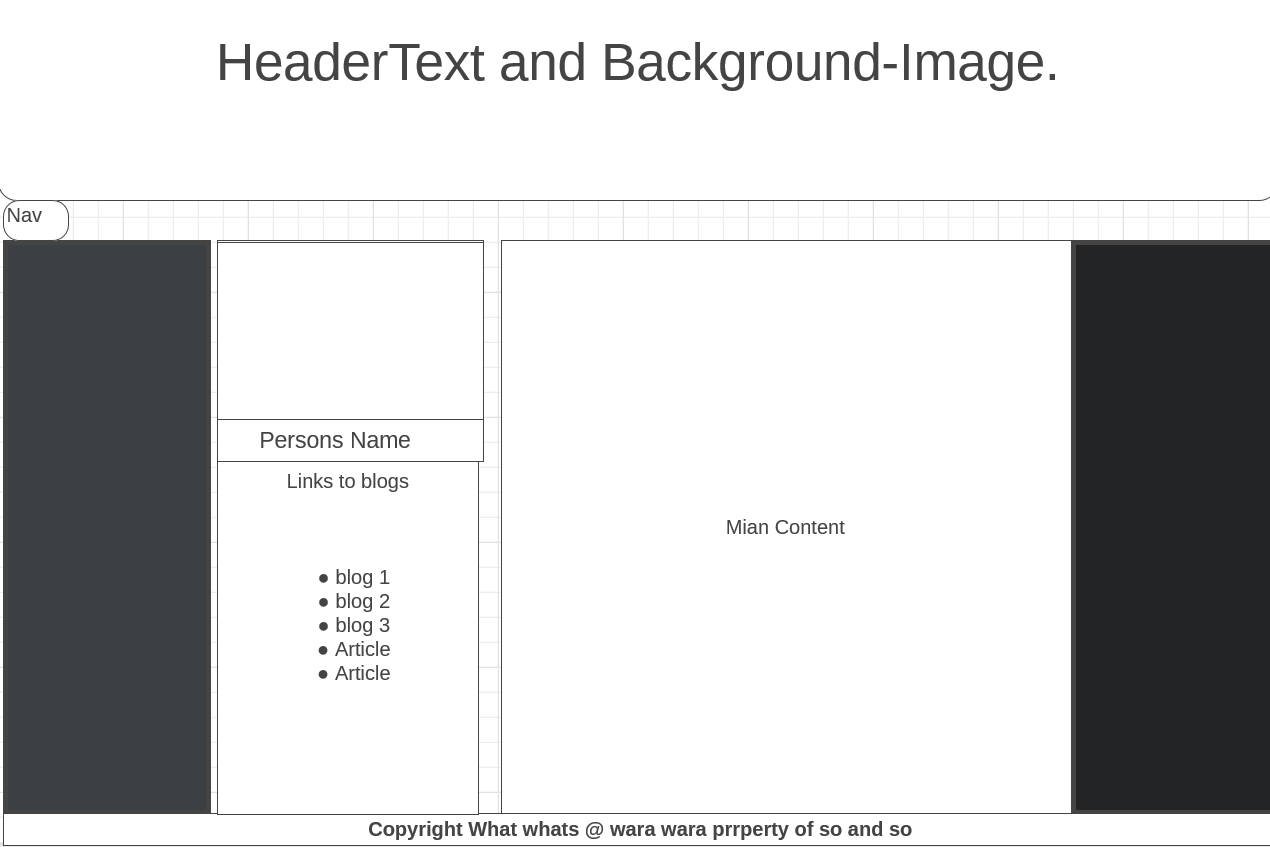 HeaderText and Background-Image.
Nav
Persons Name
Links to blogs
● blog 1
● blog 2
● blog 3
● Article
● Article
Mian Content
Copyright What whats @ wara wara prrperty of so and so